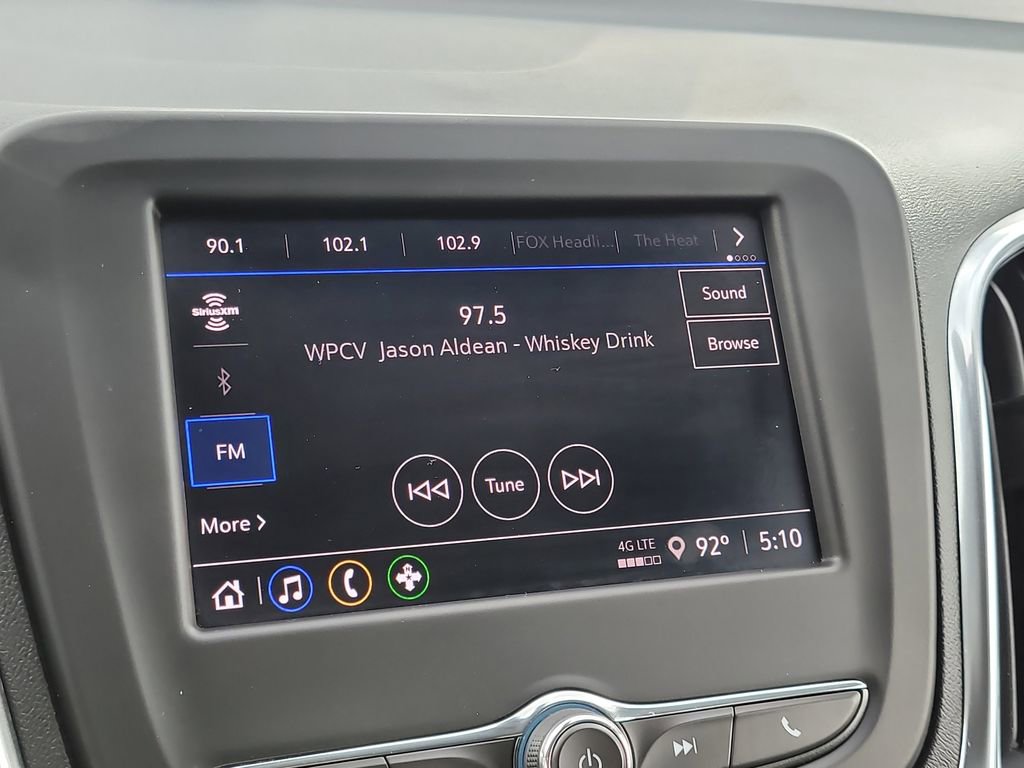 90.1 102.1 102.9 FOX Headli... The Heat
SiriusXM
97.5
WPCV Jason Aldean - Whiskey Drink
Sound
Browse
FM
Tune
More
4G LTE 92° 5:10